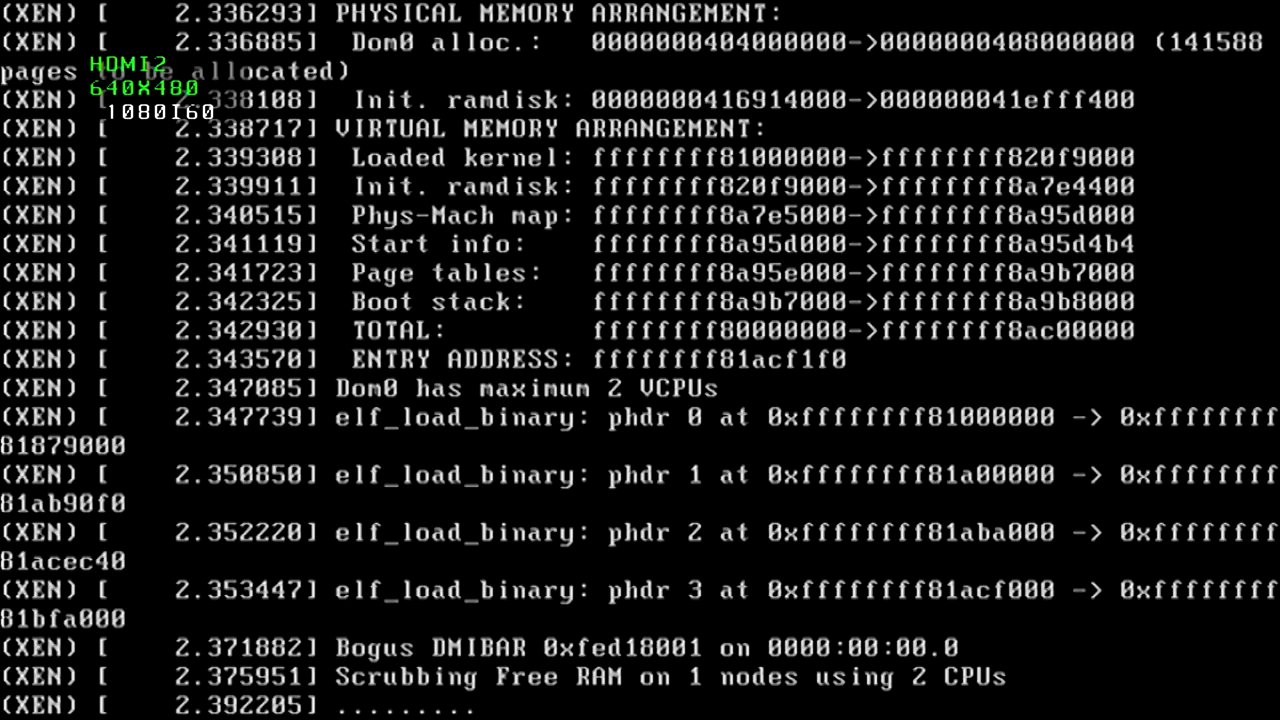 (XEN) [    2.336293] PHYSICAL MEMORY ARRANGEMENT:
(XEN) [    2.336885]  Dom0 alloc.:   0000000404000000->0000000408000000 (141588
pages to be allocated)
HDMI2
640X480
1080I60
(XEN) [    2.338108]  Init. ramdisk: 0000000416914000->000000041efff400
(XEN) [    2.338717] VIRTUAL MEMORY ARRANGEMENT:
(XEN) [    2.339308]  Loaded kernel: ffffffff81000000->ffffffff820f9000
(XEN) [    2.339911]  Init. ramdisk: ffffffff820f9000->ffffffff8a7e4400
(XEN) [    2.340515]  Phys-Mach map: ffffffff8a7e5000->ffffffff8a95d000
(XEN) [    2.341119]  Start info:    ffffffff8a95d000->ffffffff8a95d4b4
(XEN) [    2.341723]  Page tables:   ffffffff8a95e000->ffffffff8a9b7000
(XEN) [    2.342325]  Boot stack:    ffffffff8a9b7000->ffffffff8a9b8000
(XEN) [    2.342930]  TOTAL:         ffffffff80000000->ffffffff8ac00000
(XEN) [    2.343570]  ENTRY ADDRESS: ffffffff81acf1f0
(XEN) [    2.347085] Dom0 has maximum 2 VCPUs
(XEN) [    2.347739] elf_load_binary: phdr 0 at 0xffffffff81000000 -> 0xffffffff
81879000
(XEN) [    2.350850] elf_load_binary: phdr 1 at 0xffffffff81a00000 -> 0xffffffff
81ab90f0
(XEN) [    2.352220] elf_load_binary: phdr 2 at 0xffffffff81aba000 -> 0xffffffff
81acec40
(XEN) [    2.353447] elf_load_binary: phdr 3 at 0xffffffff81acf000 -> 0xffffffff
81bfa000
(XEN) [    2.371882] Bogus DMIBAR 0xfed18001 on 0000:00:00.0
(XEN) [    2.375951] Scrubbing Free RAM on 1 nodes using 2 CPUs
(XEN) [    2.392205] .........